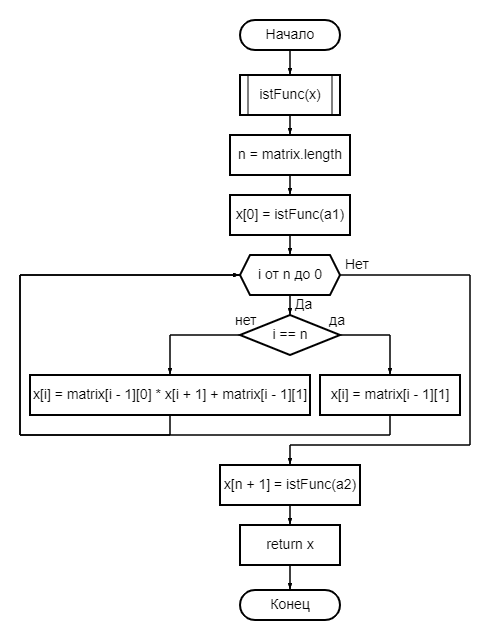 Начало
istFunc(x)
n = matrix.length
x[0] = istFunc(a1)
i от n до 0
Нет
Да
нет
i == n
да
x[i] = matrix[i - 1][0] * x[i + 1] + matrix[i - 1][1]
x[i] = matrix[i - 1][1]
x[n + 1] = istFunc(a2)
return x
Конец